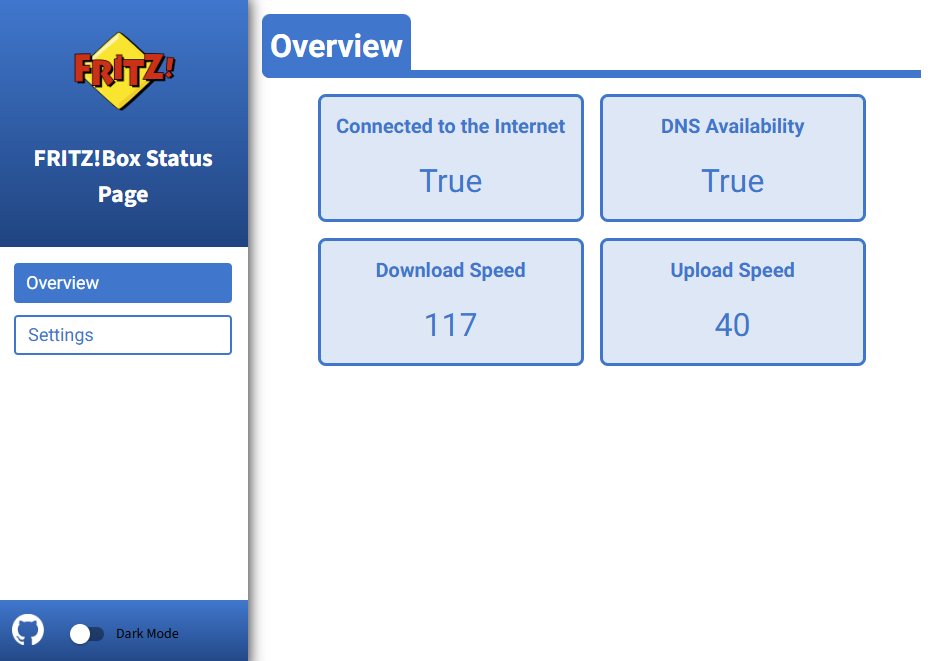 FRITZ!
FRITZ!Box Status
Page
Overview
Settings
Dark Mode
Overview
Connected to the Internet
True
DNS Availability
True
Download Speed
117
Upload Speed
40